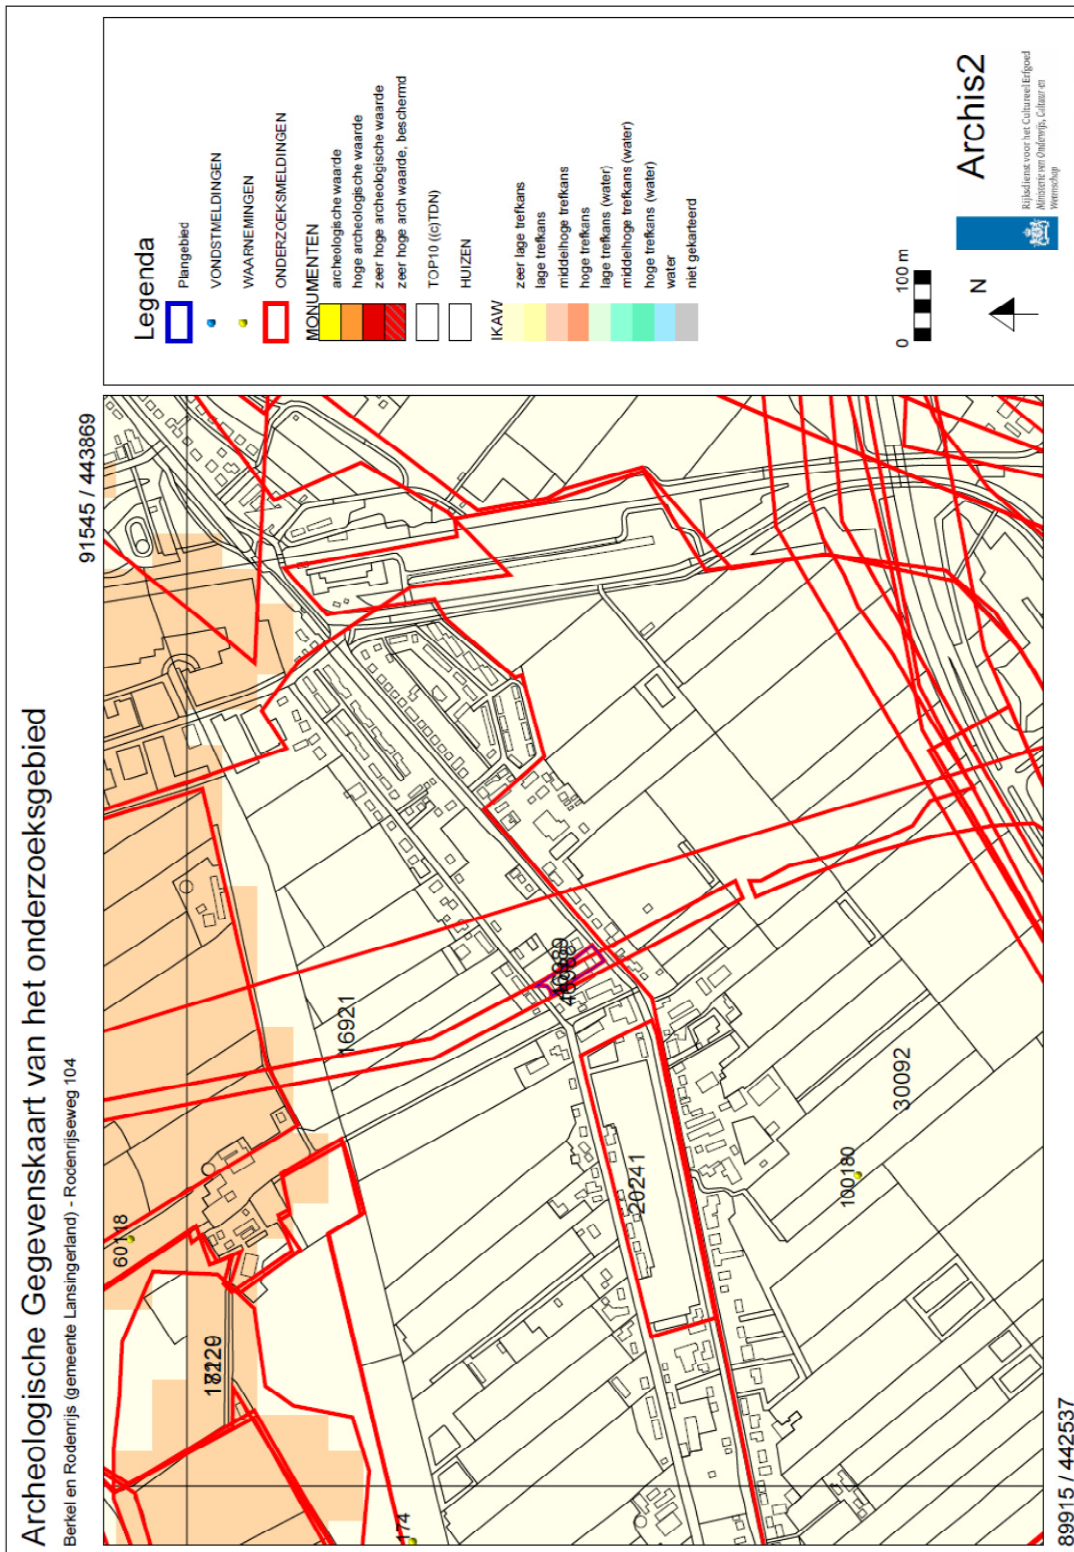 Archeologische Gegevenskaart van het onderzoeksgebied
Berkel en Rodenrijs (gemeente Lansingerland) - Rodenrijseweg 104
91545 / 443869
60118
16921
20241
30092
100180
174
89915 / 442537
Legenda
Plangebied
VONDSTMELDINGEN
WAARNEMINGEN
ONDERZOEKSMELDINGEN
MONUMENTEN
archeologische waarde
hoge archeologische waarde
zeer hoge archeologische waarde
zeer hoge arch waarde, beschermd
TOP10 ((c)TDN)
HUIZEN
IKAW
zeer lage trefkans
lage trefkans
middelhoge trefkans
hoge trefkans
lage trefkans (water)
middelhoge trefkans (water)
hoge trefkans (water)
water
niet gekarteerd
0 100 m
N
Archis2
Rijksdienst voor het Cultureel Erfgoed
Ministerie van Onderwijs, Cultuur en
Wetenschap